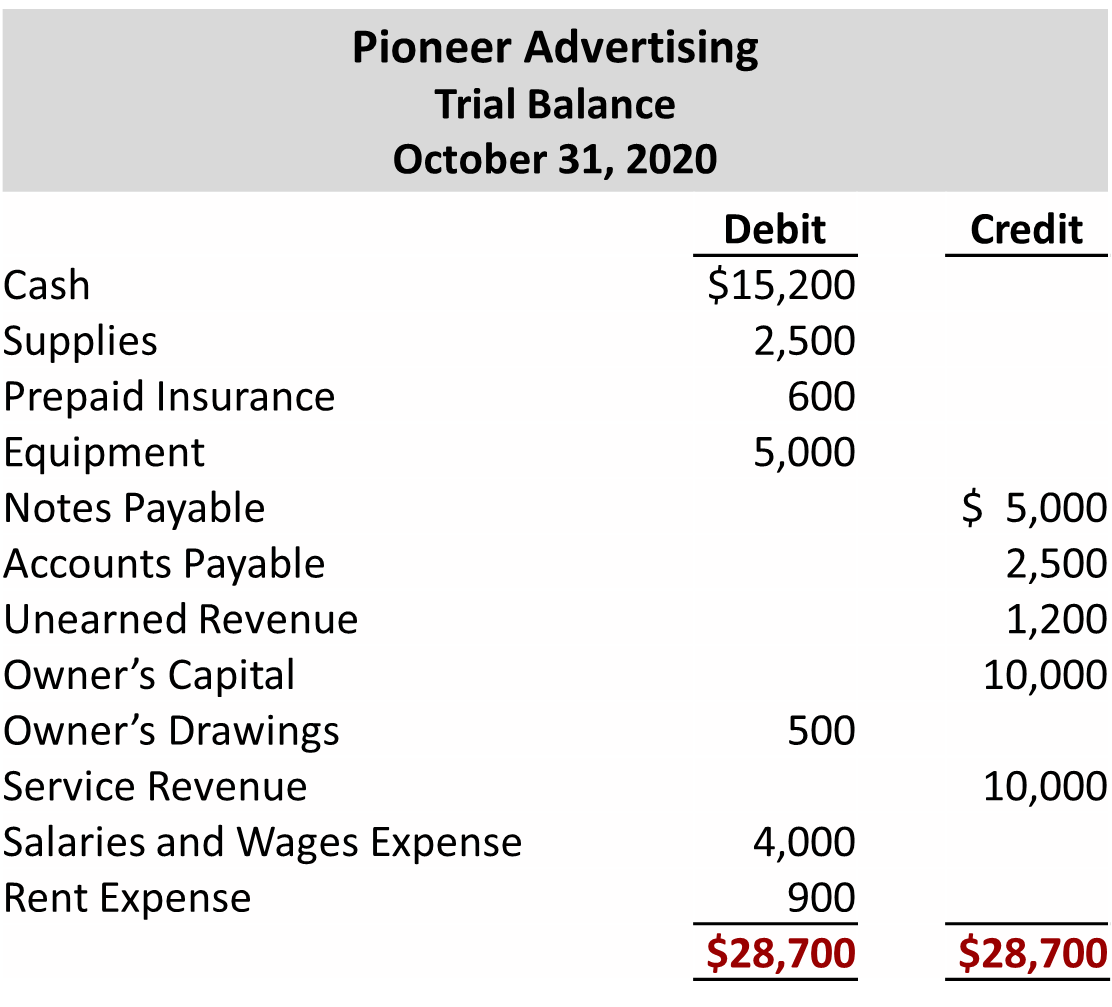 Pioneer Advertising
Trial Balance
October 31, 2020
Debit Credit
Cash $15,200
Supplies 2,500
Prepaid Insurance 600
Equipment 5,000
Notes Payable $ 5,000
Accounts Payable 2,500
Unearned Revenue 1,200
Owner’s Capital 10,000
Owner’s Drawings 500
Service Revenue 10,000
Salaries and Wages Expense 4,000
Rent Expense 900
$28,700 $28,700